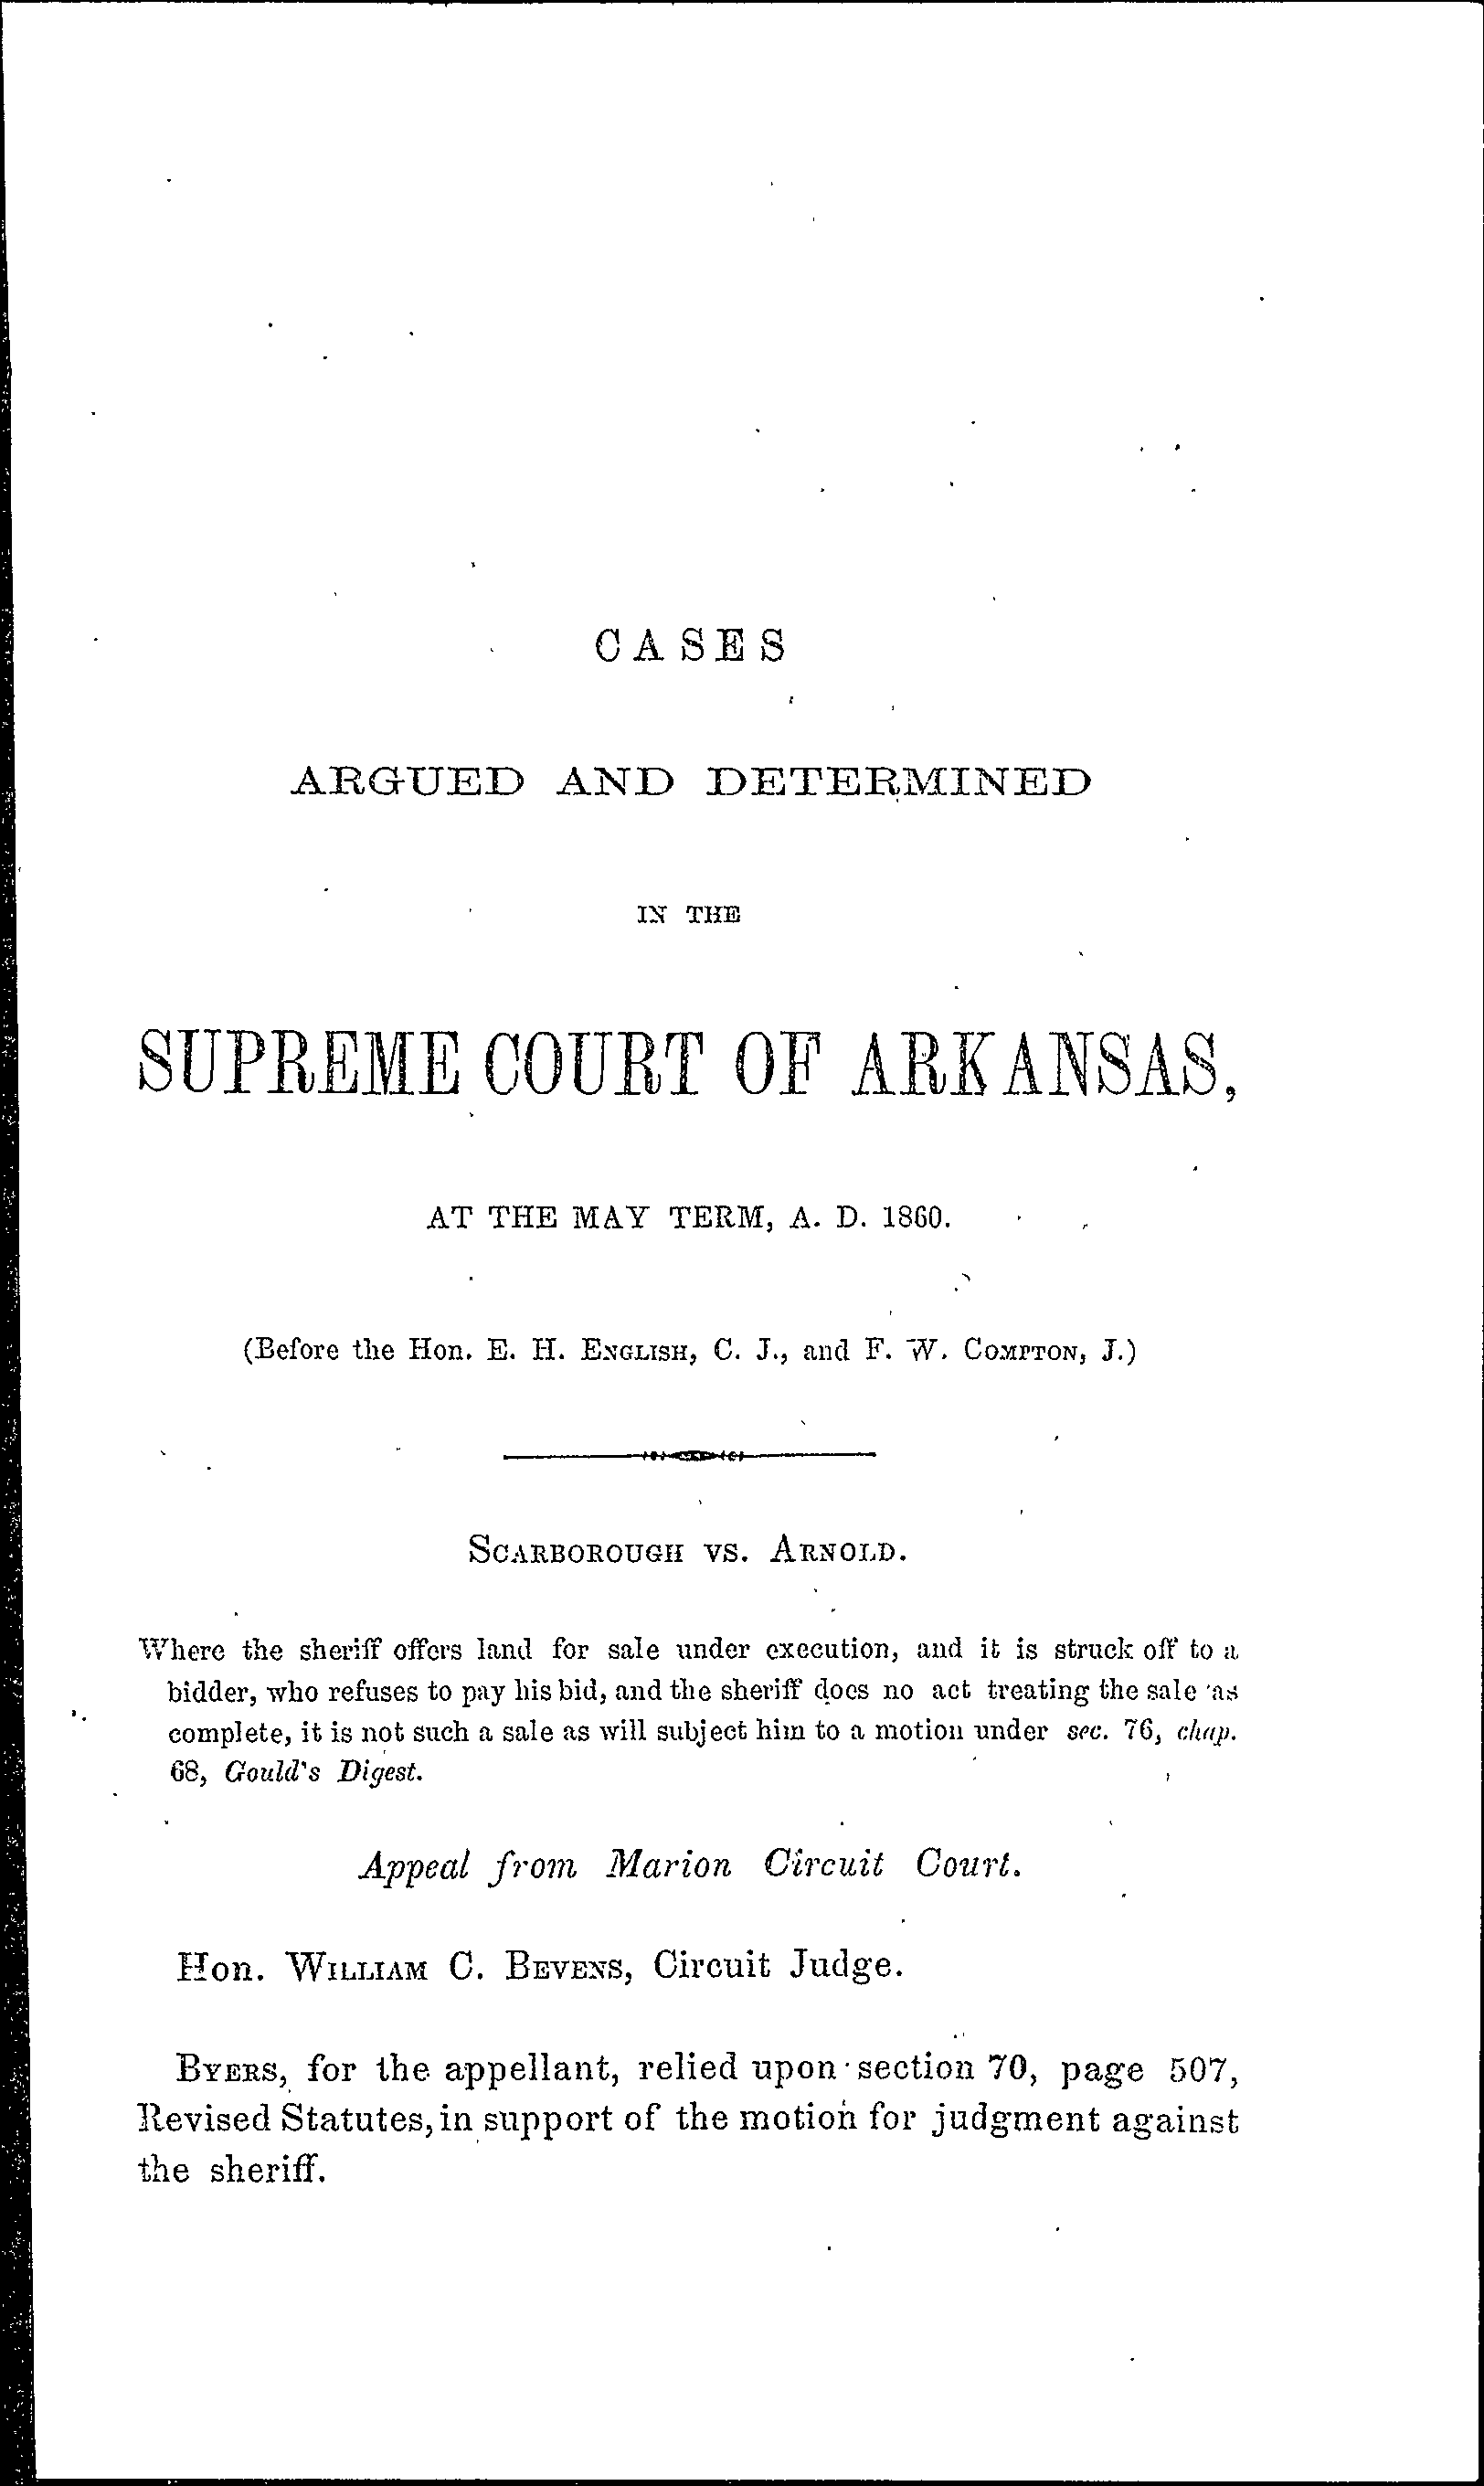 CASES
ARGUED AND DETERMINED
IN THE
SUPREME COURT OF ARKANSAS,
AT THE MAY TERM, A. D. 1860.
(Before the Hon. E. H. ENGLISH, C. J., and F. W. COMPTON, J.)
SCARBOROUGH VS. ARNOLD.
Where the sheriff offers land for sale under execution, and it is struck off to a
bidder, who refuses to pay his bid, and the sheriff does no act treating the sale as
complete, it is not such a sale as will subject him to a motion under sec. 76, chap.
68, Gould's Digest.
Appeal from Marion Circuit Court.
Hon. WILLIAM C. BEVENS, Circuit Judge.
BYERS, for the appellant, relied upon section 70, page 507,
Revised Statutes, in support of the motion for judgment against
the sheriff.